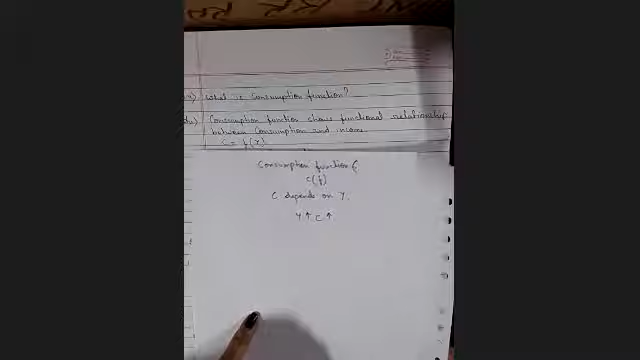 What is Consumption function?
Consumption function shows functional relationship
between Consumption and income
C = f(Y)
Consumption function
C(f)
C depends on Y.
Y↑ C↑